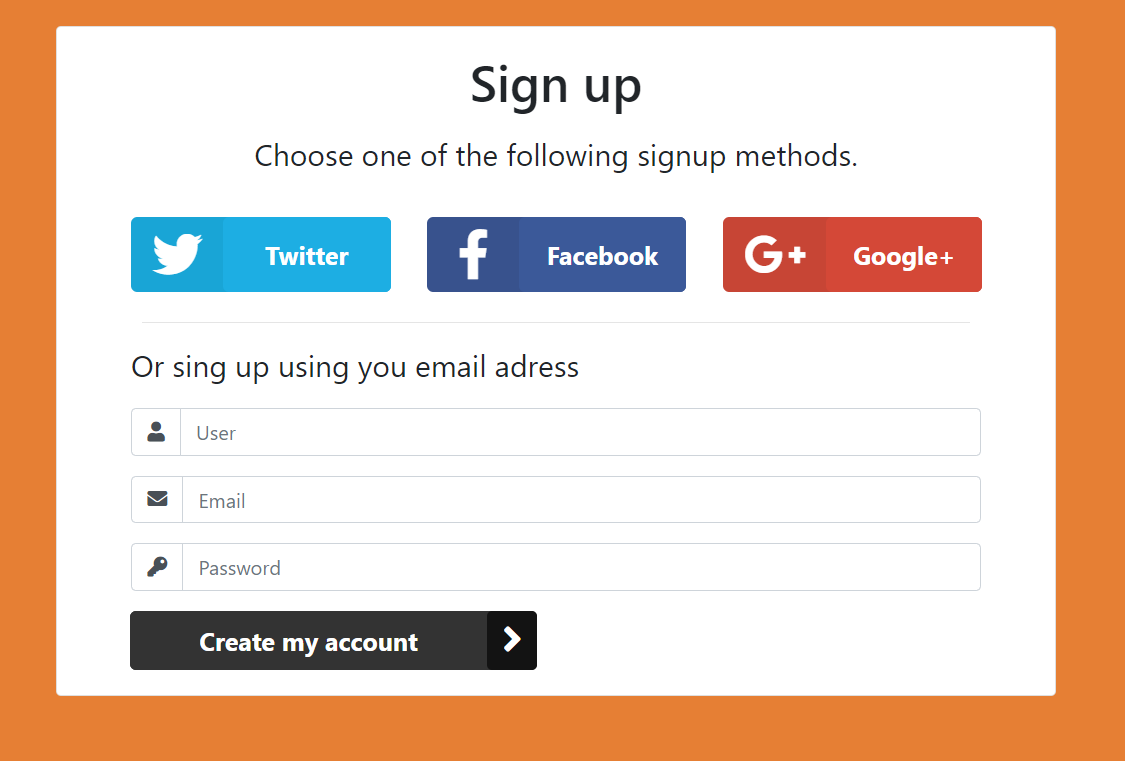 Sign up
Choose one of the following signup methods.
Twitter
Facebook
G+ Google+
Or sing up using you email adress
User
Email
Password
Create my account